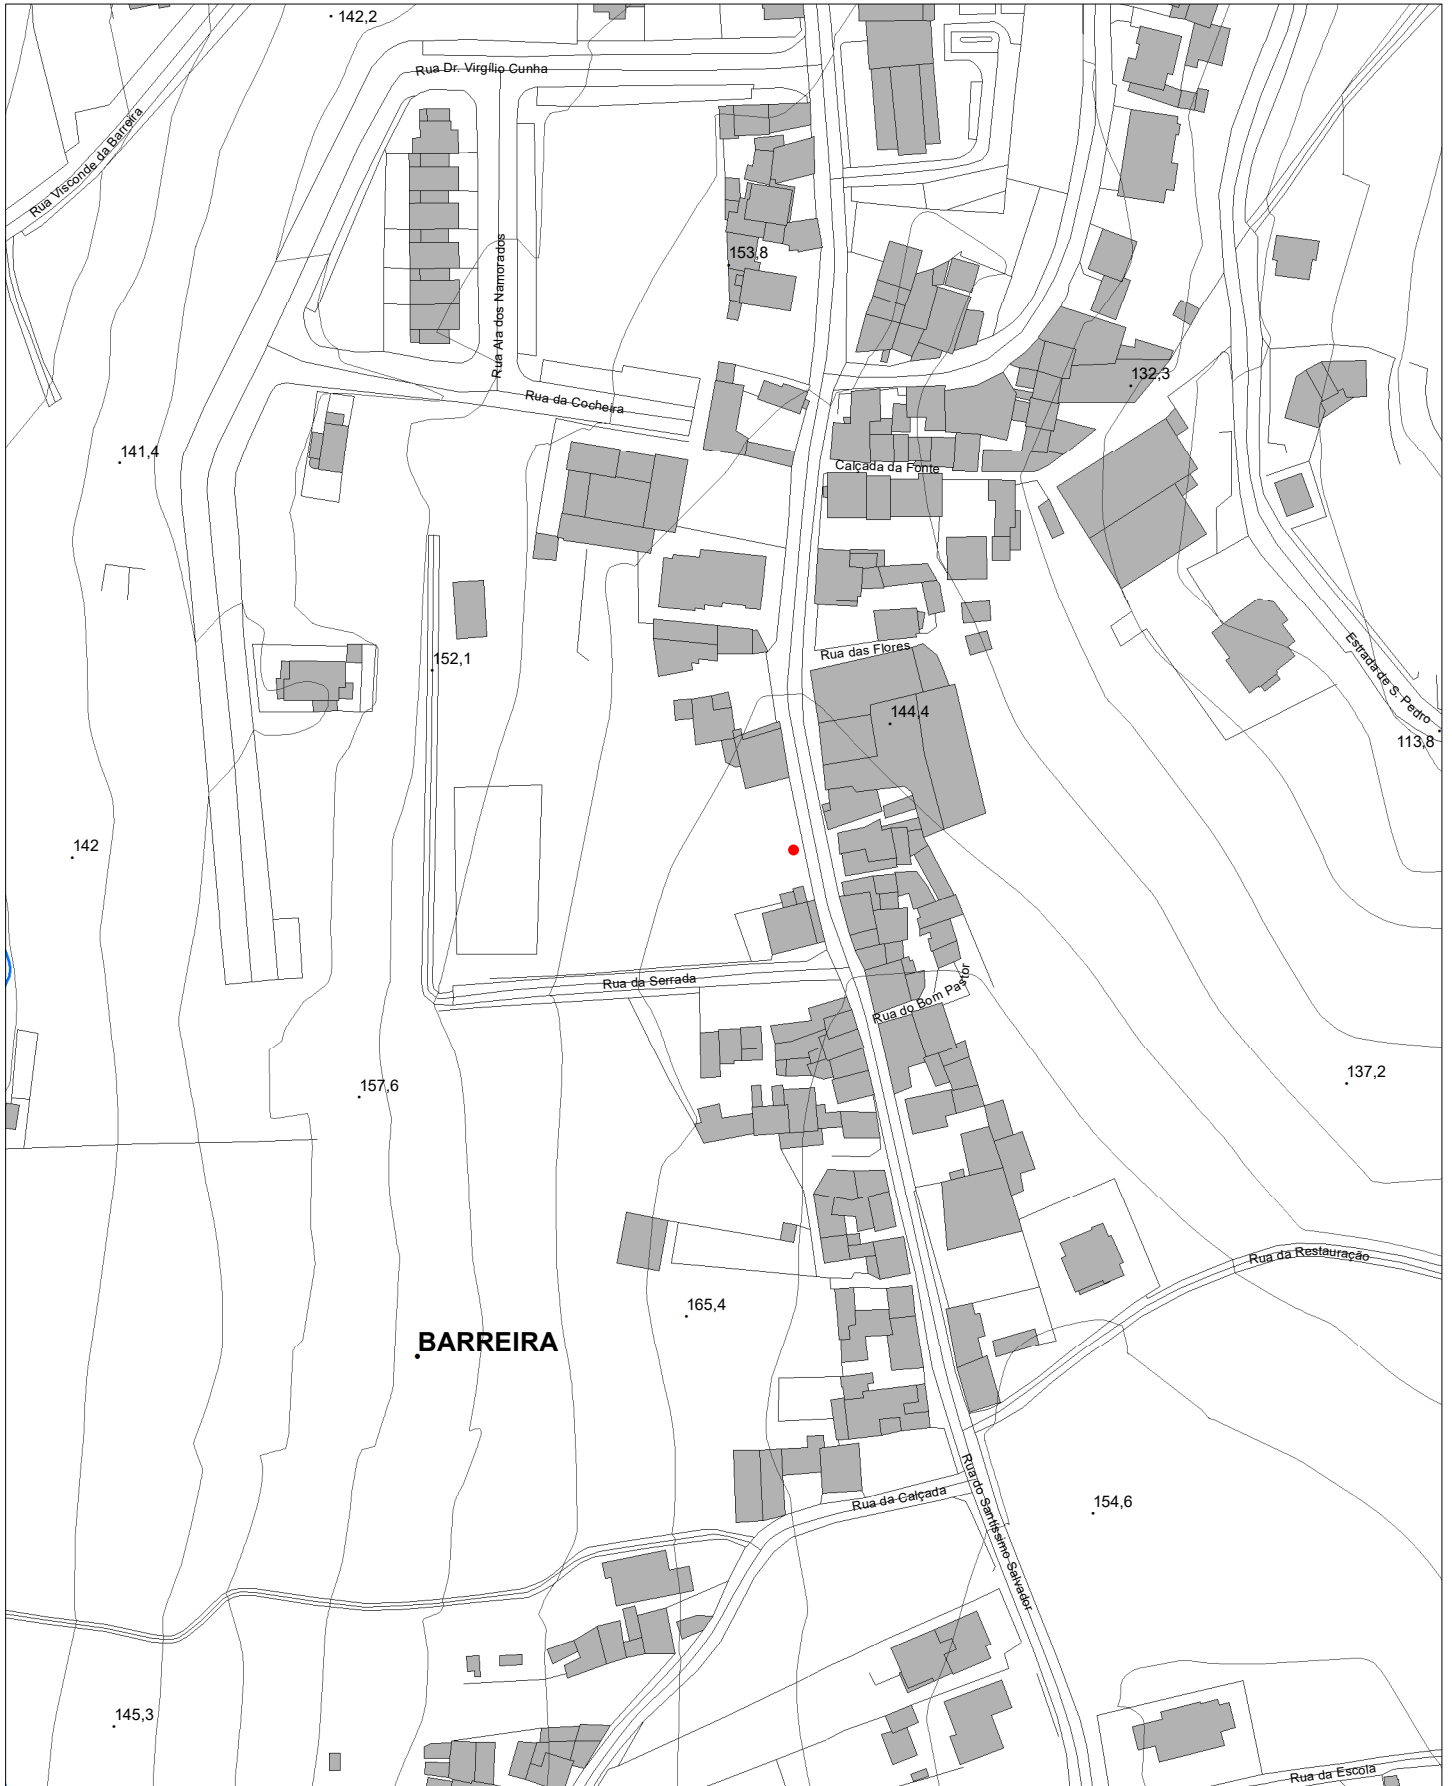 142,2
Rua Dr. Virgílio Cunha
Rua Visconde da Barreira
Rua Ala dos Namorados
153,8
132,3
Rua da Cocheira
141,4
Calçada da Fonte
Rua das Flores
152,1
Estrada de S. Pedro
144,4
113,8
142
Rua da Serrada
Rua do Bom Pastor
157,6
137,2
Rua da Restauração
165,4
BARREIRA
Rua da Calçada
Rua do Santíssimo Salvador
154,6
145,3
Rua da Escola